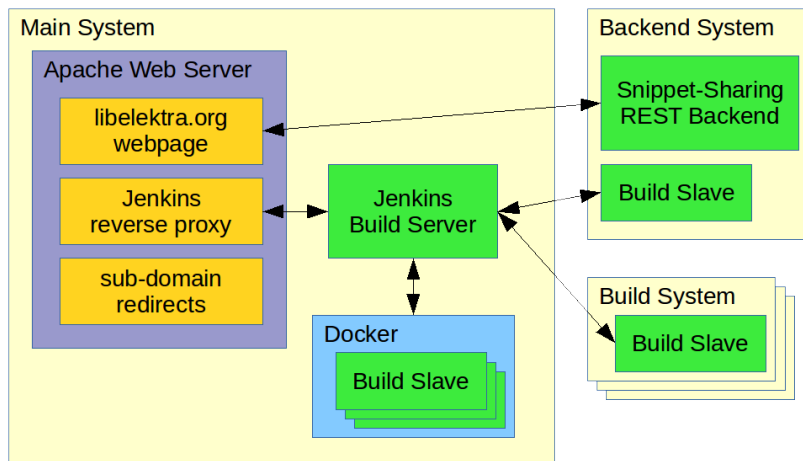 Main System
Apache Web Server
libelektra.org
webpage
Jenkins
reverse proxy
sub-domain
redirects
Jenkins
Build Server
Docker
Build Slave
Backend System
Snippet-Sharing
REST Backend
Build Slave
Build System
Build Slave